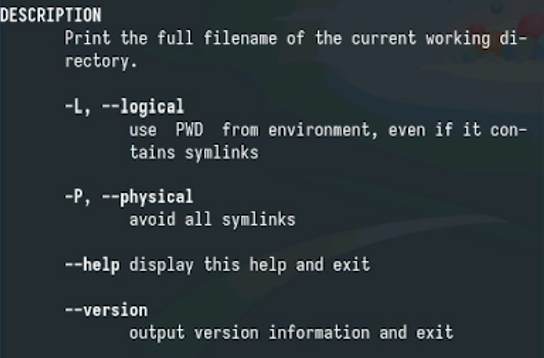 DESCRIPTION
Print the full filename of the current working di-
rectory.
-L, --logical
use  PWD  from environment, even if it con-
tains symlinks
-P, --physical
avoid all symlinks
--help display this help and exit
--version
output version information and exit